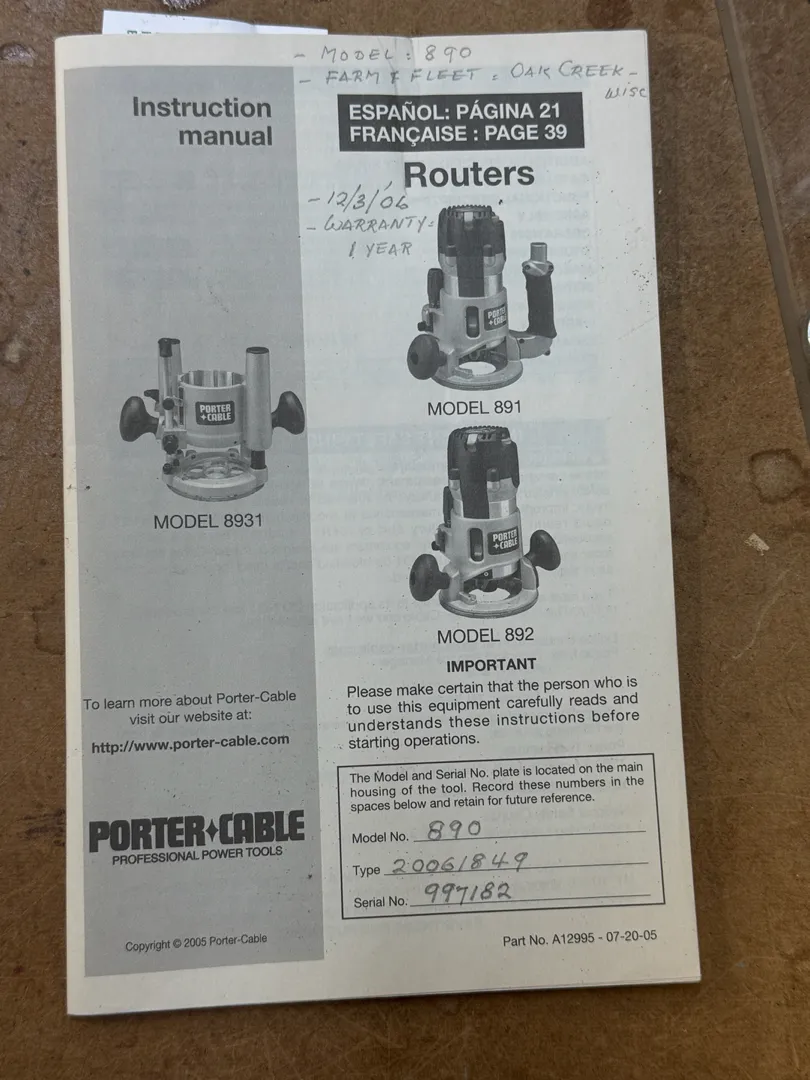 - MODEL: 890
- FARM & FLEET, OAK CREEK -
WISC
Instruction
manual
ESPAÑOL: PÁGINA 21
FRANÇAISE : PAGE 39
Routers
- 12/3/'06
- WARRANTY:
1 YEAR
PORTER
+CABLE
MODEL 891
PORTER
+CABLE
MODEL 8931
PORTER
+CABLE
MODEL 892
IMPORTANT
Please make certain that the person who is
to use this equipment carefully reads and
understands these instructions before
starting operations.
To learn more about Porter-Cable
visit our website at:
http://www.porter-cable.com
The Model and Serial No. plate is located on the main
housing of the tool. Record these numbers in the
spaces below and retain for future reference.
Model No. 890
Type 20061849
Serial No. 997182
PORTER+CABLE
PROFESSIONAL POWER TOOLS
Copyright © 2005 Porter-Cable
Part No. A12995 - 07-20-05